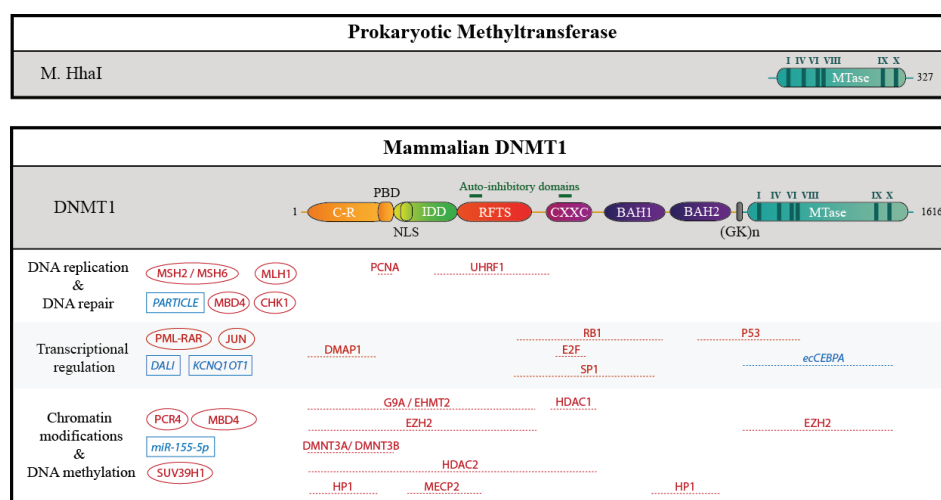 Prokaryotic Methyltransferase
M. HhaI
I IV VI VIII IX X
MTase
327
Mammalian DNMT1
DNMT1
PBD
Auto-inhibitory domains
I IV VI VIII IX X
1
C-R
IDD
RFTS
CXXC
BAH1
BAH2
MTase
1616
NLS
(GK)n
DNA replication
&
DNA repair
MSH2 / MSH6
MLH1
PARTICLE
MBD4
CHK1
PCNA
UHRF1
Transcriptional
regulation
PML-RAR
JUN
DALI
KCNQ1OT1
RB1
P53
DMAP1
E2F
ecCEBPA
SP1
Chromatin
modifications
&
DNA methylation
PCR4
MBD4
miR-155-5p
SUV39H1
G9A / EHMT2
HDAC1
EZH2
EZH2
DMNT3A/ DMNT3B
HDAC2
HP1
MECP2
HP1